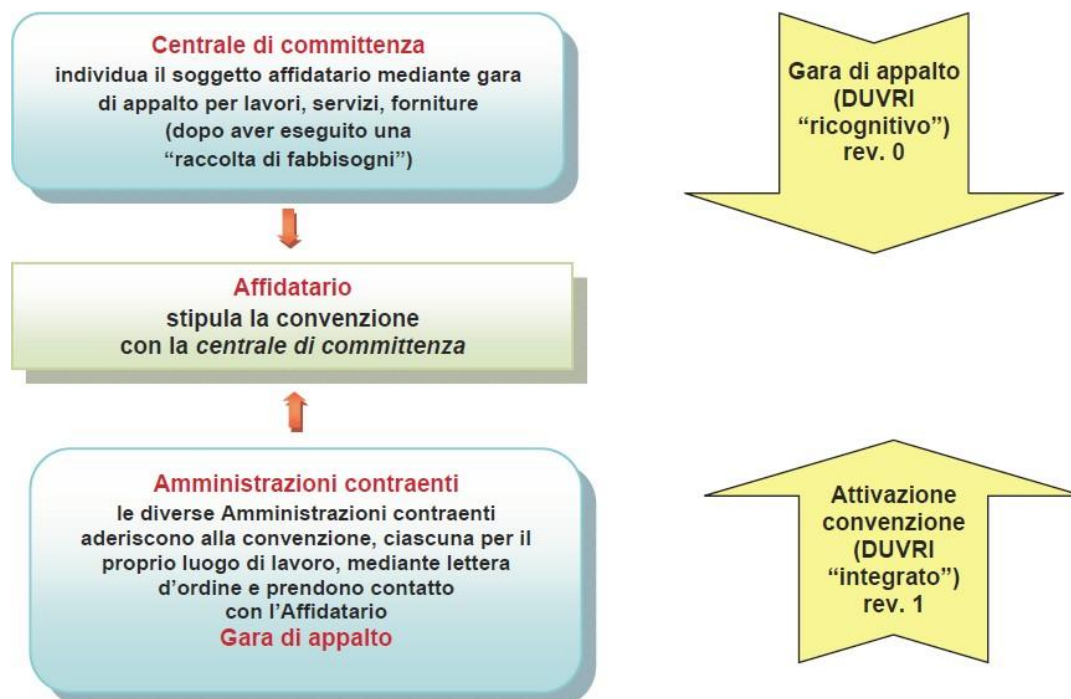 Centrale di committenza
individua il soggetto affidatario mediante gara
di appalto per lavori, servizi, forniture
(dopo aver eseguito una
“raccolta di fabbisogni”)
Gara di appalto
(DUVRI
“ricognitivo”)
rev. 0
Affidatario
stipula la convenzione
con la centrale di committenza
Amministrazioni contraenti
le diverse Amministrazioni contraenti
aderiscono alla convenzione, ciascuna per il
proprio luogo di lavoro, mediante lettera
d’ordine e prendono contatto
con l’Affidatario
Gara di appalto
Attivazione
convenzione
(DUVRI
“integrato”)
rev. 1